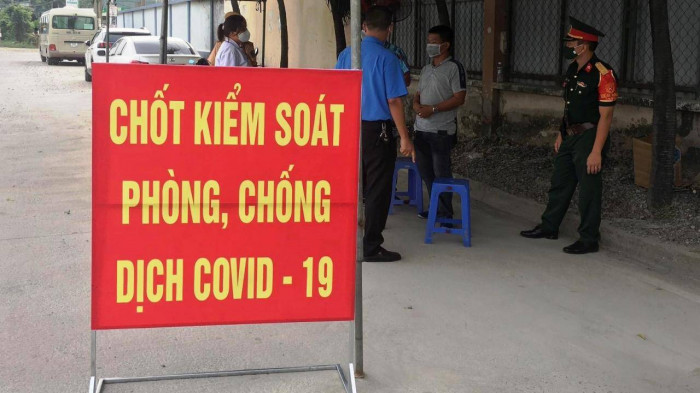 CHỐT KIỂM SOÁT
PHÒNG, CHỐNG
DỊCH COVID - 19